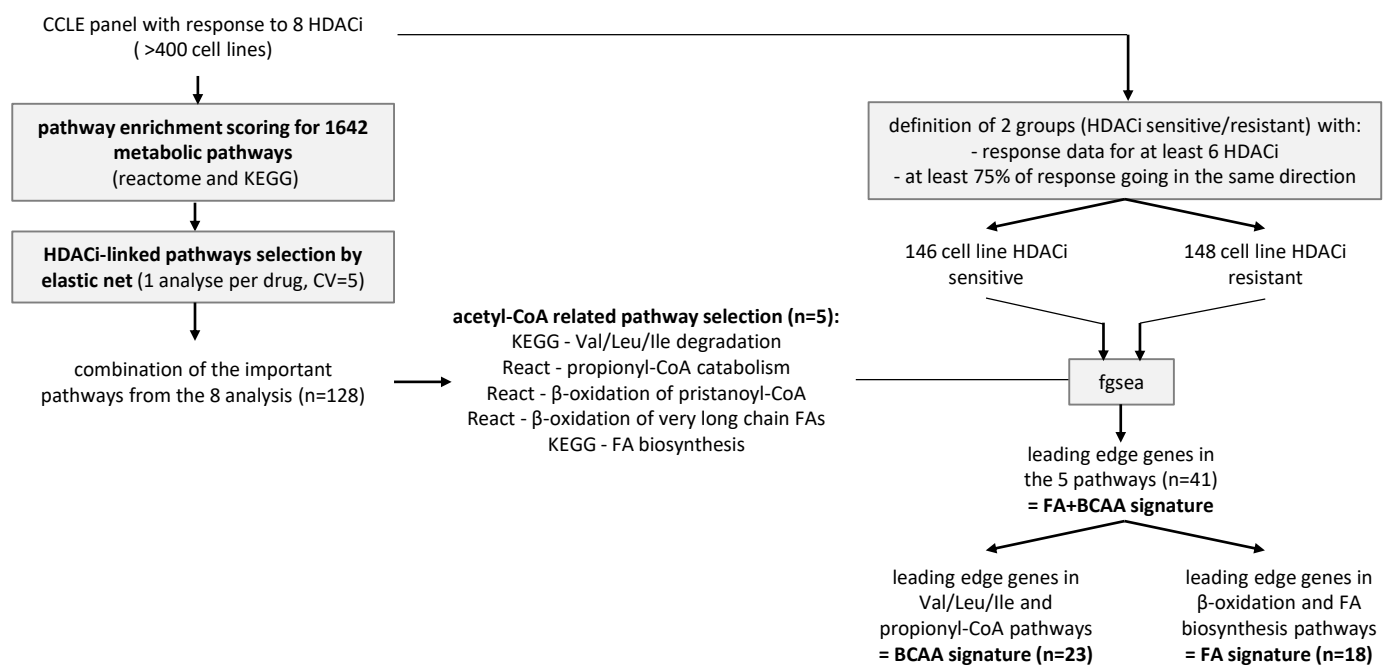 CCLE panel with response to 8 HDACi
( >400 cell lines)
pathway enrichment scoring for 1642
metabolic pathways
(reactome and KEGG)
HDACi-linked pathways selection by
elastic net (1 analyse per drug, CV=5)
combination of the important
pathways from the 8 analysis (n=128)
acetyl-CoA related pathway selection (n=5):
KEGG - Val/Leu/Ile degradation
React - propionyl-CoA catabolism
React - β-oxidation of pristanoyl-CoA
React - β-oxidation of very long chain FAs
KEGG - FA biosynthesis
definition of 2 groups (HDACi sensitive/resistant) with:
- response data for at least 6 HDACi
- at least 75% of response going in the same direction
146 cell line HDACi
sensitive
148 cell line HDACi
resistant
fgsea
leading edge genes in
the 5 pathways (n=41)
= FA+BCAA signature
leading edge genes in
Val/Leu/Ile and
propionyl-CoA pathways
= BCAA signature (n=23)
leading edge genes in
β-oxidation and FA
biosynthesis pathways
= FA signature (n=18)